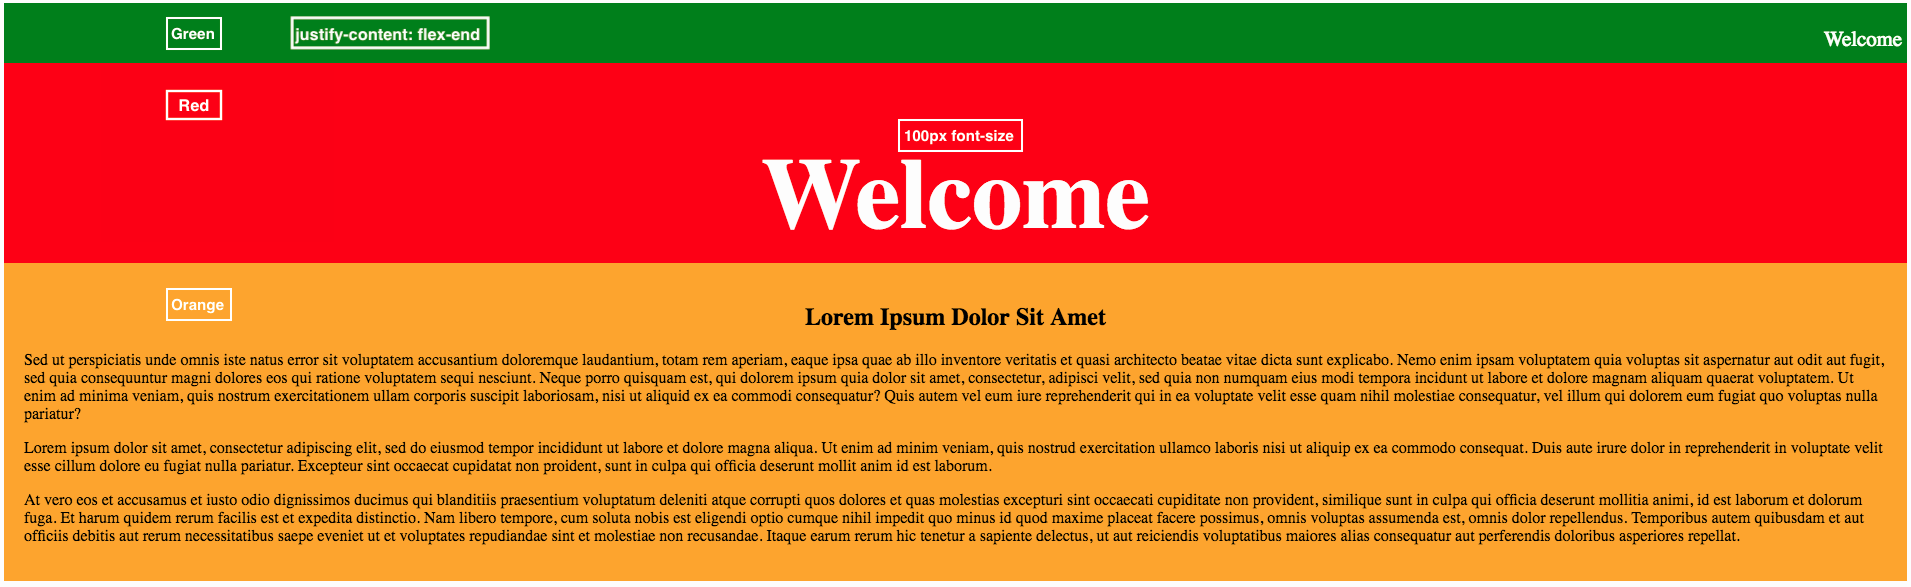 Green
justify-content: flex-end
Welcome
Red
100px font-size
Welcome
Orange
Lorem Ipsum Dolor Sit Amet
Sed ut perspiciatis unde omnis iste natus error sit voluptatem accusantium doloremque laudantium, totam rem aperiam, eaque ipsa quae ab illo inventore veritatis et quasi architecto beatae vitae dicta sunt explicabo. Nemo enim ipsam voluptatem quia voluptas sit aspernatur aut odit aut fugit,
sed quia consequuntur magni dolores eos qui ratione voluptatem sequi nesciunt. Neque porro quisquam est, qui dolorem ipsum quia dolor sit amet, consectetur, adipisci velit, sed quia non numquam eius modi tempora incidunt ut labore et dolore magnam aliquam quaerat voluptatem. Ut
enim ad minima veniam, quis nostrum exercitationem ullam corporis suscipit laboriosam, nisi ut aliquid ex ea commodi consequatur? Quis autem vel eum iure reprehenderit qui in ea voluptate velit esse quam nihil molestiae consequatur, vel illum qui dolorem eum fugiat quo voluptas nulla
pariatur?
Lorem ipsum dolor sit amet, consectetur adipiscing elit, sed do eiusmod tempor incididunt ut labore et dolore magna aliqua. Ut enim ad minim veniam, quis nostrud exercitation ullamco laboris nisi ut aliquip ex ea commodo consequat. Duis aute irure dolor in reprehenderit in voluptate velit
esse cillum dolore eu fugiat nulla pariatur. Excepteur sint occaecat cupidatat non proident, sunt in culpa qui officia deserunt mollit anim id est laborum.
At vero eos et accusamus et iusto odio dignissimos ducimus qui blanditiis praesentium voluptatum deleniti atque corrupti quos dolores et quas molestias excepturi sint occaecati cupiditate non provident, similique sunt in culpa qui officia deserunt mollitia animi, id est laborum et dolorum
fuga. Et harum quidem rerum facilis est et expedita distinctio. Nam libero tempore, cum soluta nobis est eligendi optio cumque nihil impedit quo minus id quod maxime placeat facere possimus, omnis voluptas assumenda est, omnis dolor repellendus. Temporibus autem quibusdam et aut
officiis debitis aut rerum necessitatibus saepe eveniet ut et voluptates repudiandae sint et molestiae non recusandae. Itaque earum rerum hic tenetur a sapiente delectus, ut aut reiciendis voluptatibus maiores alias consequatur aut perferendis doloribus asperiores repellat.